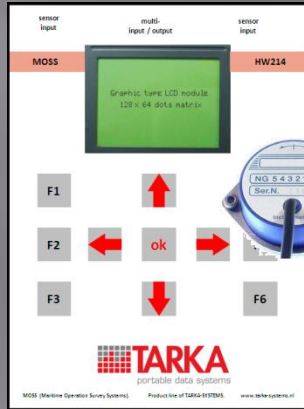 sensor
input
multi-
input / output
sensor
input
MOSS
HW214
Graphic type LCD module
128 x 64 dots matrix
F1
NG 5 4 3 2
Ser.N.
F2
ok
F3
F6
TARKA
portable data systems
MOSS (Maritime Operation Survey Systems). Product line of TARKA-SYSTEMS. www.tarka-systems.nl